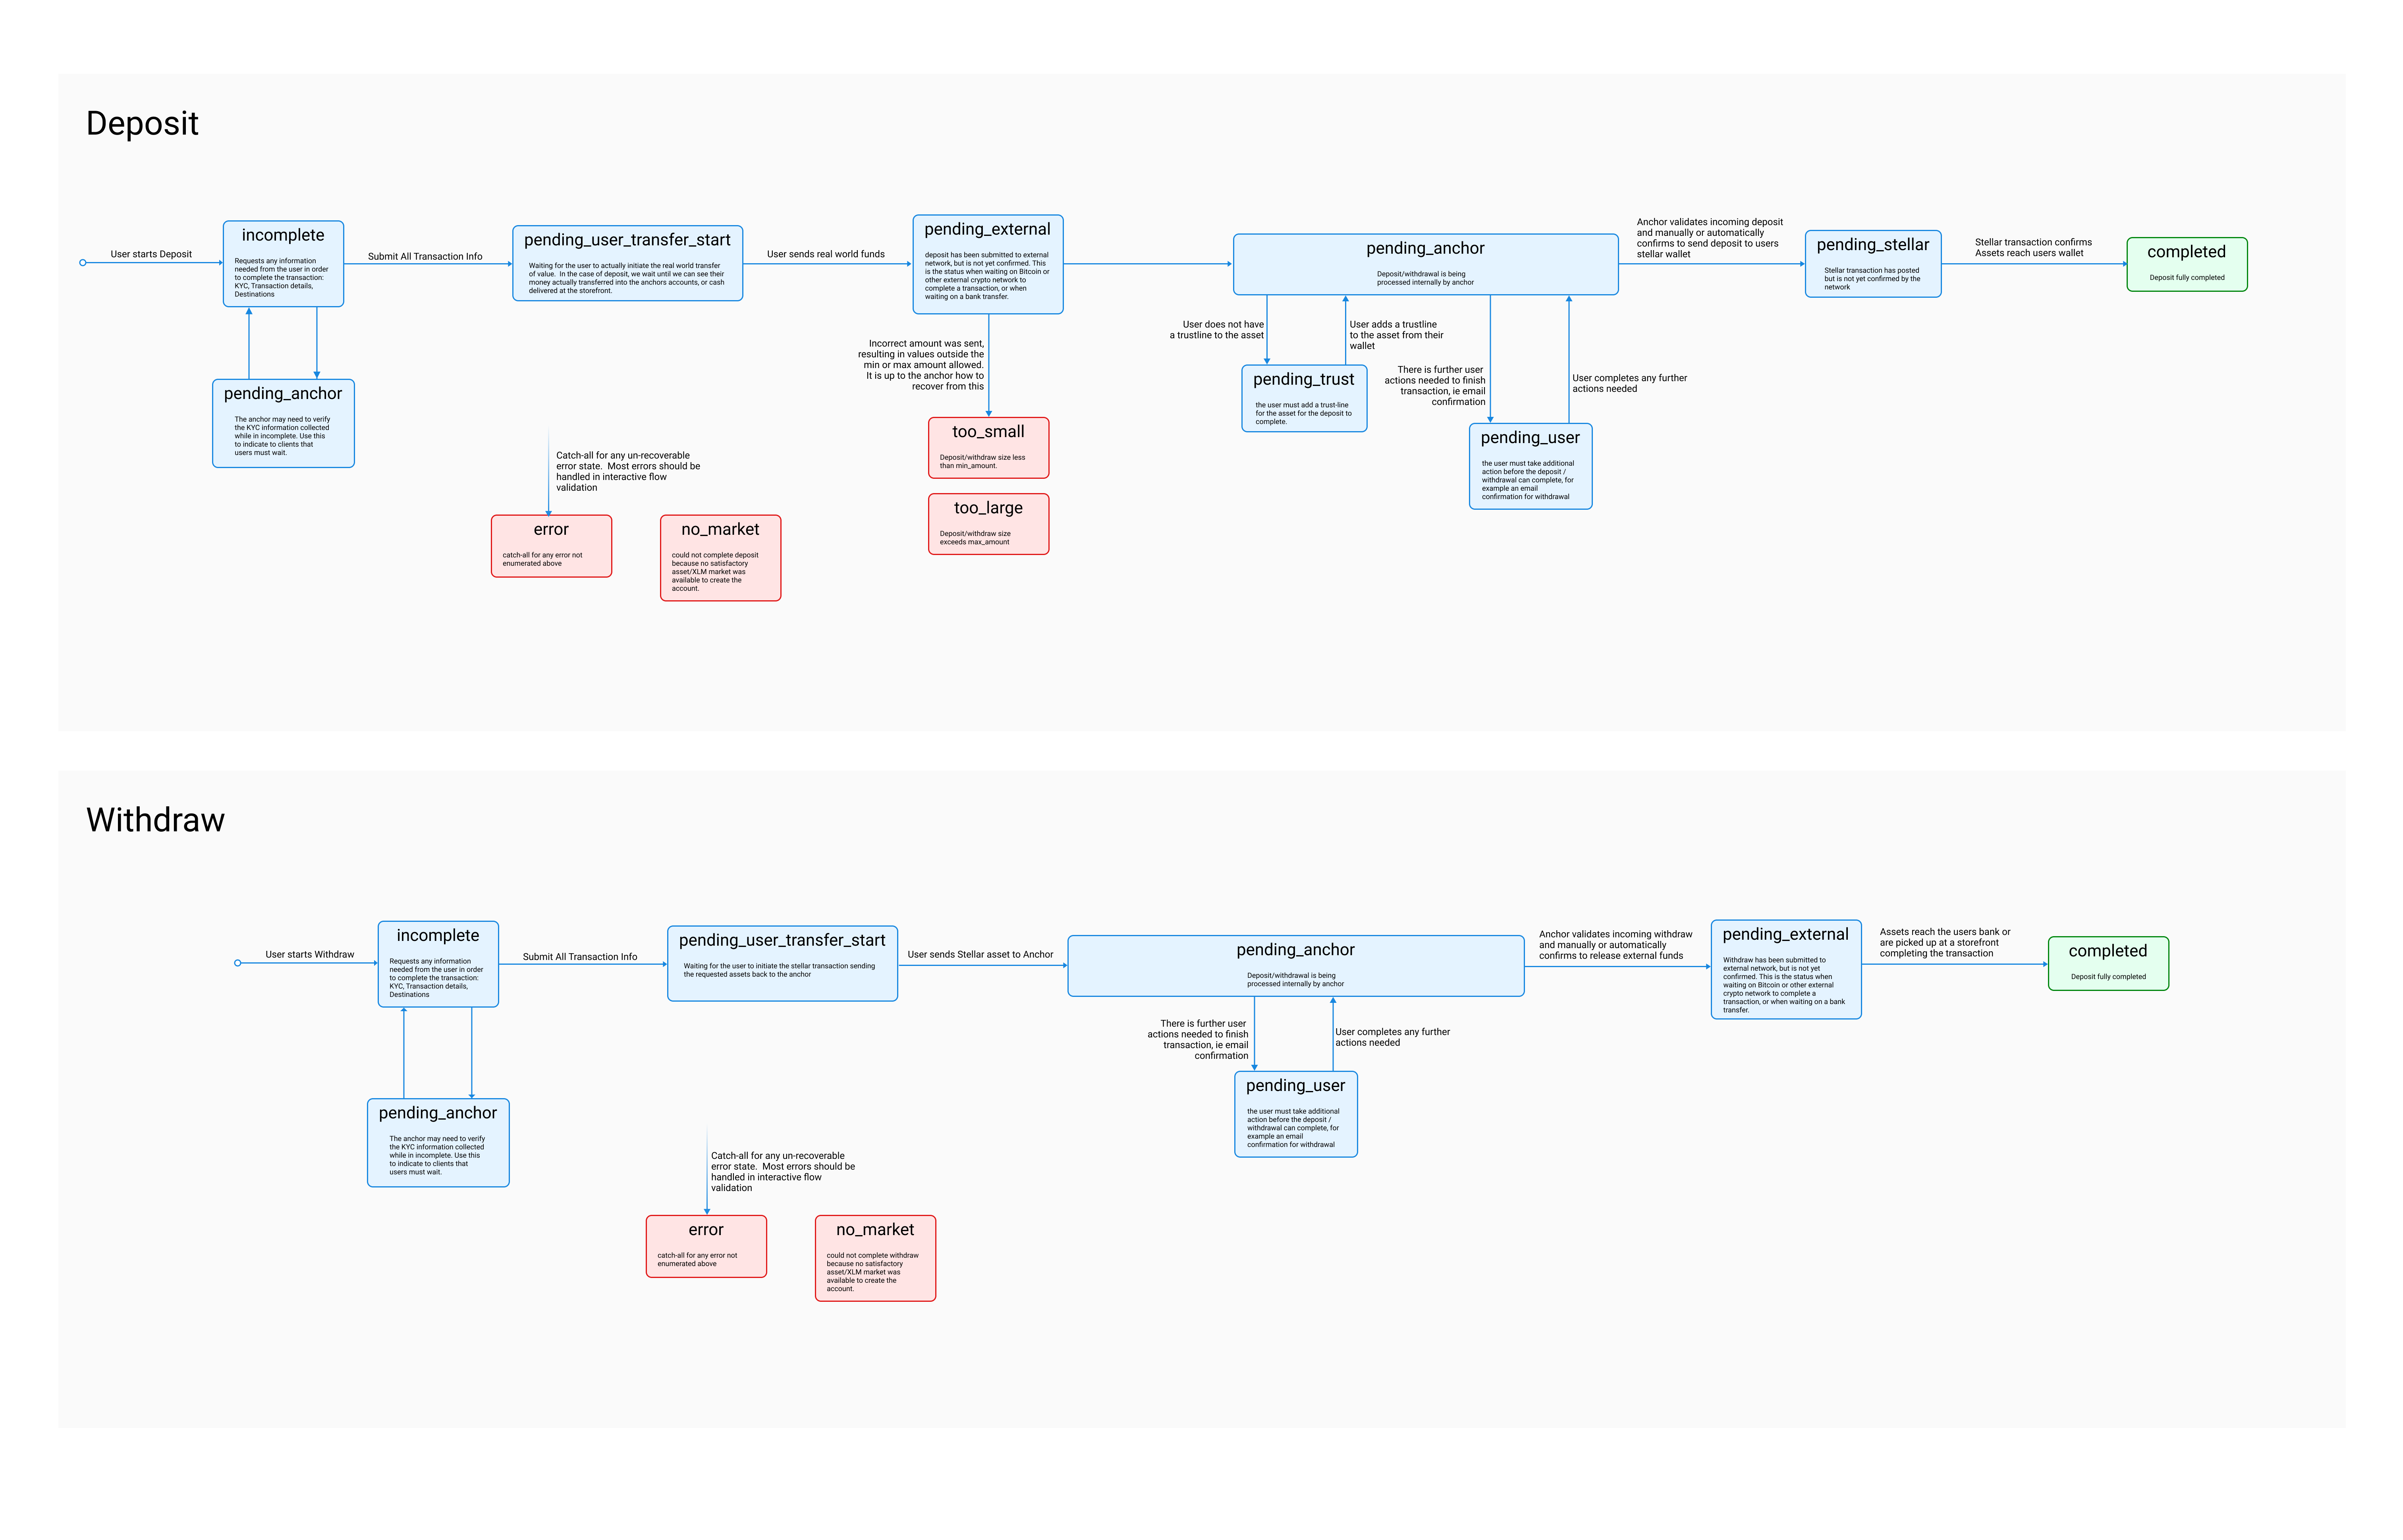 Deposit
User starts Deposit
incomplete
Requests any information
needed from the user in order
to complete the transaction:
KYC, Transaction details,
Destinations
Submit All Transaction Info
pending_user_transfer_start
Waiting for the user to actually initiate the real world transfer
of value.  In the case of deposit, we wait until we can see their
money actually transferred into the anchors accounts, or cash
delivered at the storefront.
User sends real world funds
pending_external
deposit has been submitted to external
network, but is not yet confirmed. This
is the status when waiting on Bitcoin or
other external crypto network to
complete a transaction, or when
waiting on a bank transfer.
pending_anchor
Deposit/withdrawal is being
processed internally by anchor
Anchor validates incoming deposit
and manually or automatically
confirms to send deposit to users
stellar wallet
pending_stellar
Stellar transaction has posted
but is not yet confirmed by the
network
Stellar transaction confirms
Assets reach users wallet
completed
Deposit fully completed
pending_anchor
The anchor may need to verify
the KYC information collected
while in incomplete. Use this
to indicate to clients that
users must wait.
Incorrect amount was sent,
resulting in values outside the
min or max amount allowed.
It is up to the anchor how to
recover from this
User does not have
a trustline to the asset
User adds a trustline
to the asset from their
wallet
There is further user
actions needed to finish
transaction, ie email
confirmation
User completes any further
actions needed
pending_trust
the user must add a trust-line
for the asset for the deposit to
complete.
pending_user
the user must take additional
action before the deposit /
withdrawal can complete, for
example an email
confirmation for withdrawal
Catch-all for any un-recoverable
error state.  Most errors should be
handled in interactive flow
validation
too_small
Deposit/withdraw size less
than min_amount.
too_large
Deposit/withdraw size
exceeds max_amount
error
catch-all for any error not
enumerated above
no_market
could not complete deposit
because no satisfactory
asset/XLM market was
available to create the
account.
Withdraw
User starts Withdraw
incomplete
Requests any information
needed from the user in order
to complete the transaction:
KYC, Transaction details,
Destinations
Submit All Transaction Info
pending_user_transfer_start
Waiting for the user to initiate the stellar transaction sending
the requested assets back to the anchor
User sends Stellar asset to Anchor
pending_anchor
Deposit/withdrawal is being
processed internally by anchor
Anchor validates incoming withdraw
and manually or automatically
confirms to release external funds
pending_external
Withdraw has been submitted to
external network, but is not yet
confirmed. This is the status when
waiting on Bitcoin or other external
crypto network to complete a
transaction, or when waiting on a bank
transfer.
Assets reach the users bank or
are picked up at a storefront
completing the transaction
completed
Deposit fully completed
There is further user
actions needed to finish
transaction, ie email
confirmation
User completes any further
actions needed
pending_anchor
The anchor may need to verify
the KYC information collected
while in incomplete. Use this
to indicate to clients that
users must wait.
pending_user
the user must take additional
action before the deposit /
withdrawal can complete, for
example an email
confirmation for withdrawal
Catch-all for any un-recoverable
error state.  Most errors should be
handled in interactive flow
validation
error
catch-all for any error not
enumerated above
no_market
could not complete withdraw
because no satisfactory
asset/XLM market was
available to create the
account.